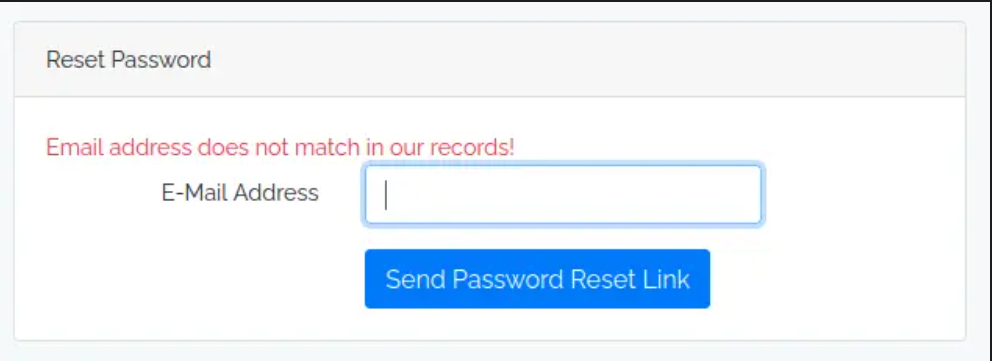 Reset Password
Email address does not match in our records!
E-Mail Address
Send Password Reset Link